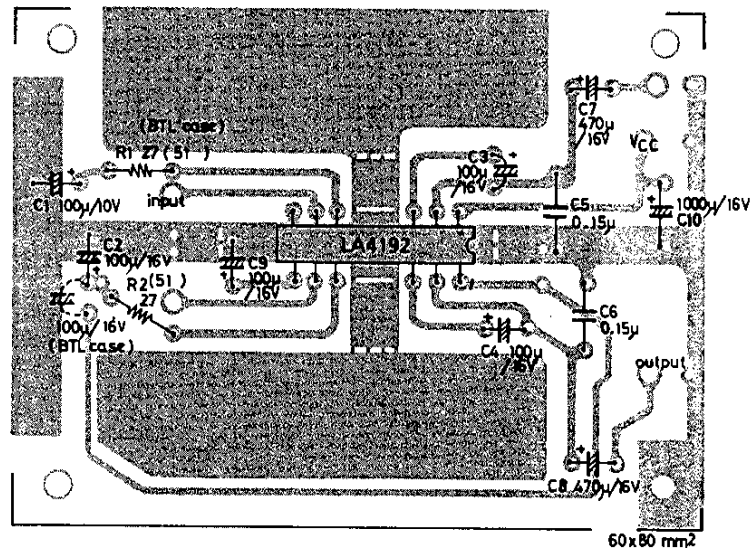 C7
470μ
/16V
(BTL case)
R1 27 (51 )
C3
100μ
/16V
VCC
C1
100μ/10V
input
C5
0.15μ
1000μ/16V
C10
LA4192
C2
100μ/16V
R2(51)
27
C9
100μ
/16V
100μ/16V
(BTL case)
C4
100μ
/16V
C6
0.15μ
output
C8 470μ/16V
60x80 mm2